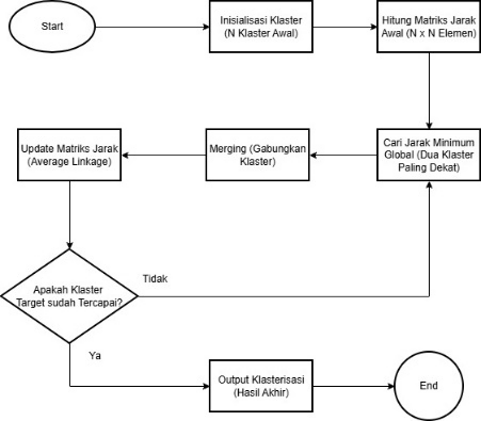 Start
Inisialisasi Klaster
(N Klaster Awal)
Hitung Matriks Jarak
Awal (N x N Elemen)
Cari Jarak Minimum
Global (Dua Klaster
Paling Dekat)
Merging (Gabungkan
Klaster)
Update Matriks Jarak
(Average Linkage)
Apakah Klaster
Target sudah Tercapai?
Tidak
Ya
Output Klasterisasi
(Hasil Akhir)
End